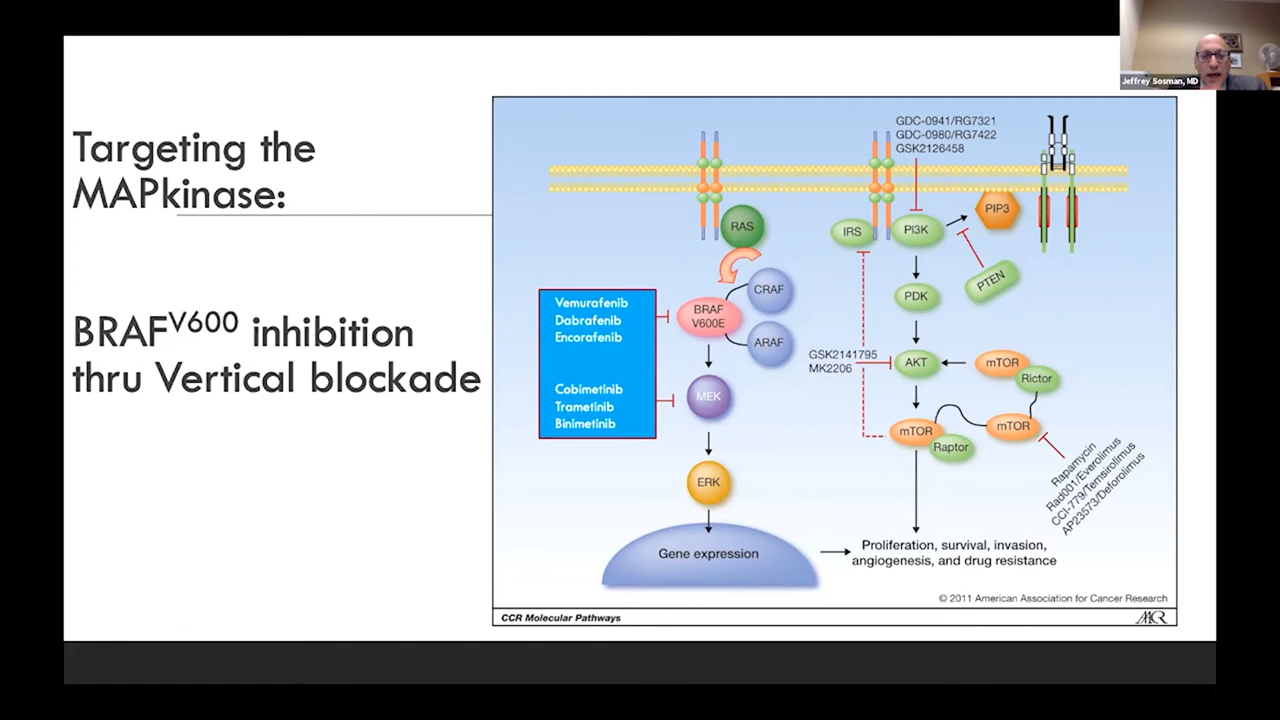 Jeffrey Sosman, MD
Targeting the
MAPkinase:
BRAFV600 inhibition
thru Vertical blockade
GDC-0941/RG7321
GDC-0980/RG7422
GSK2126458
RAS
IRS
PI3K
PIP3
PTEN
CRAF
BRAF
V600E
ARAF
PDK
Vemurafenib
Dabrafenib
Encorafenib
Cobimetinib
Trametinib
Binimetinib
MEK
GSK2141795
MK2206
AKT
mTOR
Rictor
mTOR
Raptor
mTOR
Rapamycin
Rad001/Everolimus
CCI-779/Temsirolimus
AP23573/Deforolimus
ERK
Gene expression
Proliferation, survival, invasion,
angiogenesis, and drug resistance
© 2011 American Association for Cancer Research
CCR Molecular Pathways